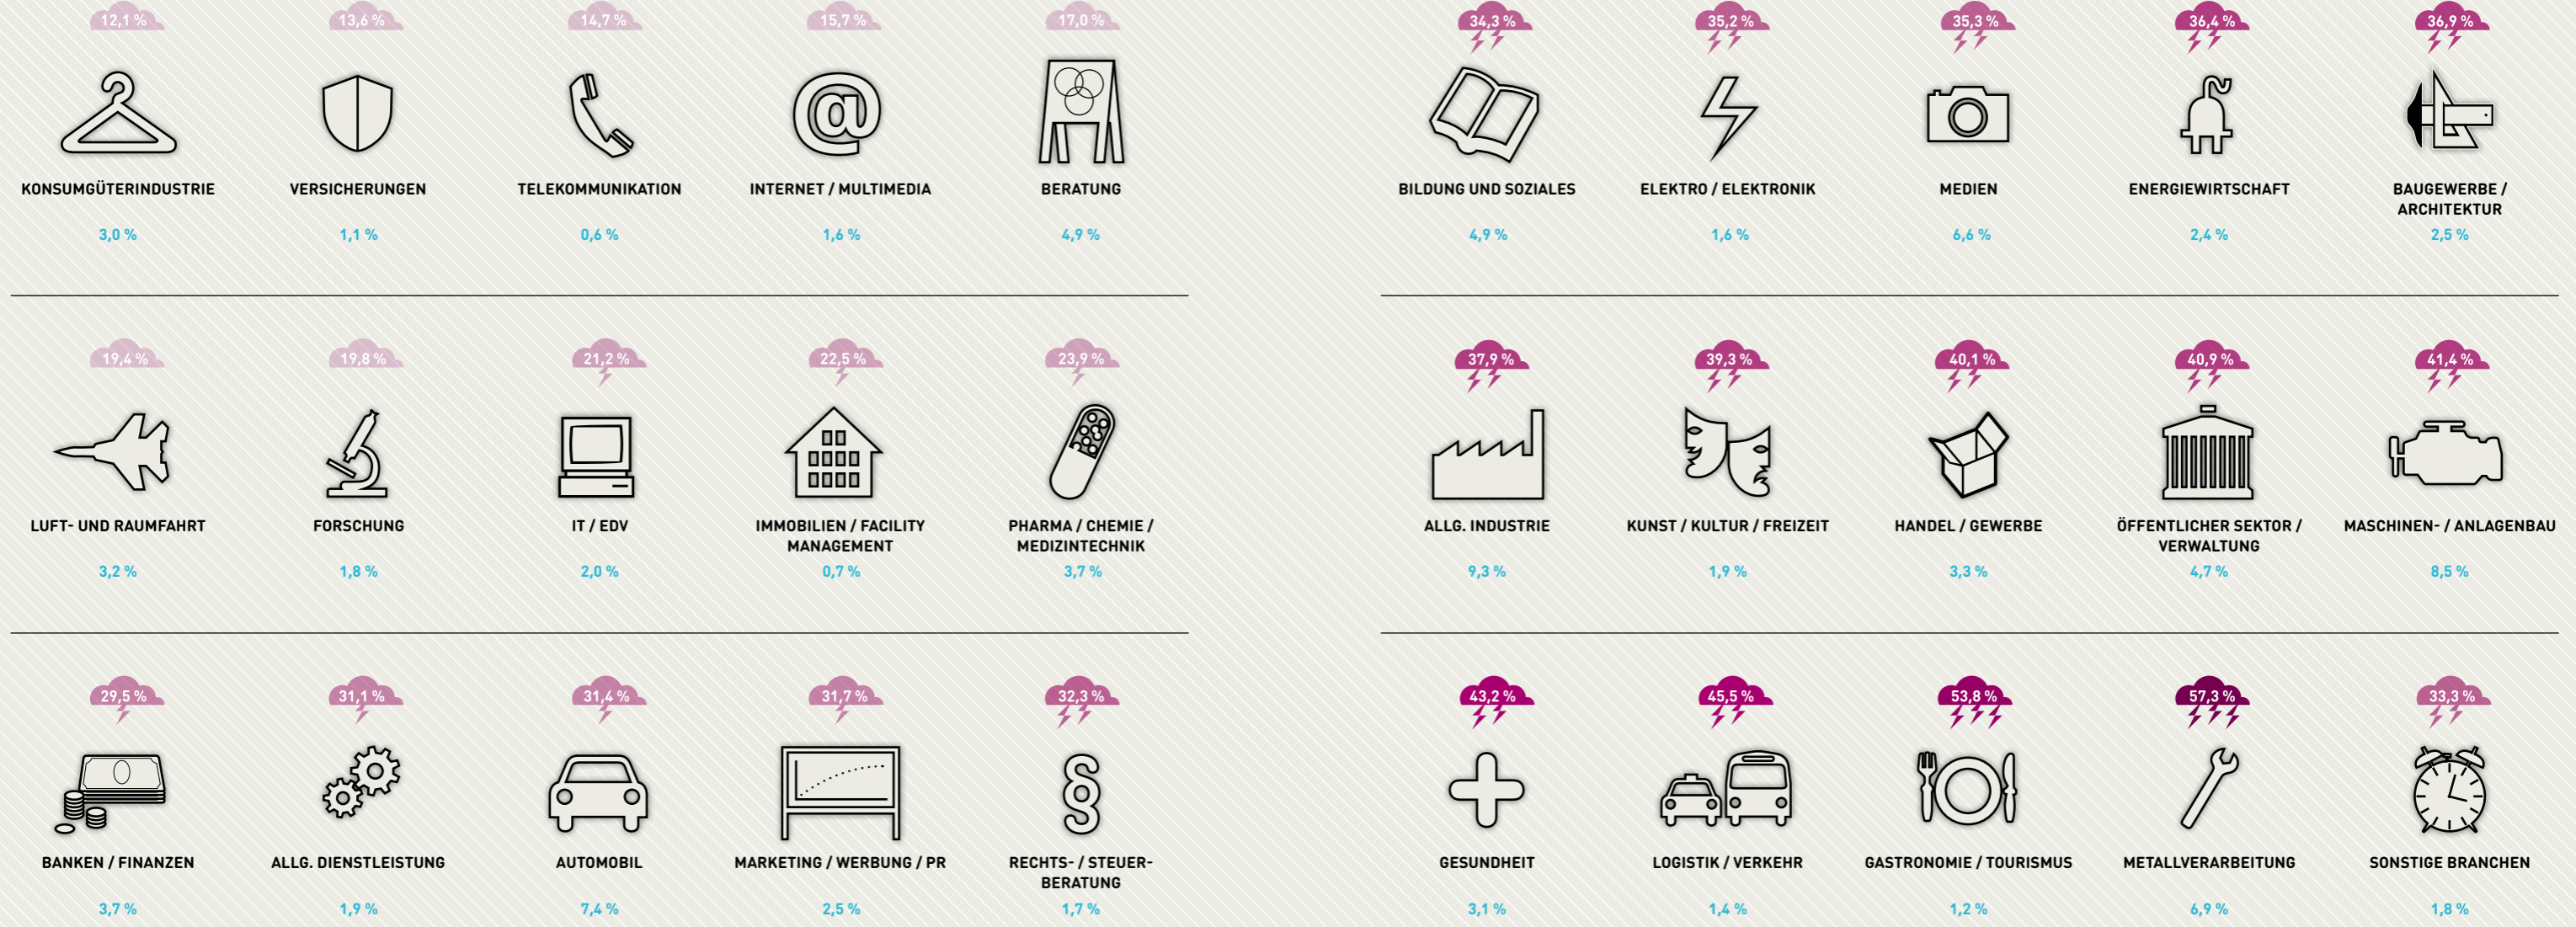 12,1 %
13,6 %
14,7 %
15,7 %
17,0 %
34,3 %
35,2 %
35,3 %
36,4 %
36,9 %
@
KONSUMGÜTERINDUSTRIE
VERSICHERUNGEN
TELEKOMMUNIKATION
INTERNET / MULTIMEDIA
BERATUNG
BILDUNG UND SOZIALES
ELEKTRO / ELEKTRONIK
MEDIEN
ENERGIEWIRTSCHAFT
BAUGEWERBE /
ARCHITEKTUR
3,0 %
1,1 %
0,6 %
1,6 %
4,9 %
4,9 %
1,6 %
6,6 %
2,4 %
2,5 %
19,4 %
19,8 %
21,2 %
22,5 %
23,9 %
37,9 %
39,3 %
40,1 %
40,9 %
41,4 %
LUFT- UND RAUMFAHRT
FORSCHUNG
IT / EDV
IMMOBILIEN / FACILITY
MANAGEMENT
PHARMA / CHEMIE /
MEDIZINTECHNIK
ALLG. INDUSTRIE
KUNST / KULTUR / FREIZEIT
HANDEL / GEWERBE
ÖFFENTLICHER SEKTOR /
VERWALTUNG
MASCHINEN- / ANLAGENBAU
3,2 %
1,8 %
2,0 %
0,7 %
3,7 %
9,3 %
1,9 %
3,3 %
4,7 %
8,5 %
29,5 %
31,1 %
31,4 %
31,7 %
32,3 %
43,2 %
45,5 %
53,8 %
57,3 %
33,3 %
§
BANKEN / FINANZEN
ALLG. DIENSTLEISTUNG
AUTOMOBIL
MARKETING / WERBUNG / PR
RECHTS- / STEUER-
BERATUNG
GESUNDHEIT
LOGISTIK / VERKEHR
GASTRONOMIE / TOURISMUS
METALLVERARBEITUNG
SONSTIGE BRANCHEN
3,7 %
1,9 %
7,4 %
2,5 %
1,7 %
3,1 %
1,4 %
1,2 %
6,9 %
1,8 %